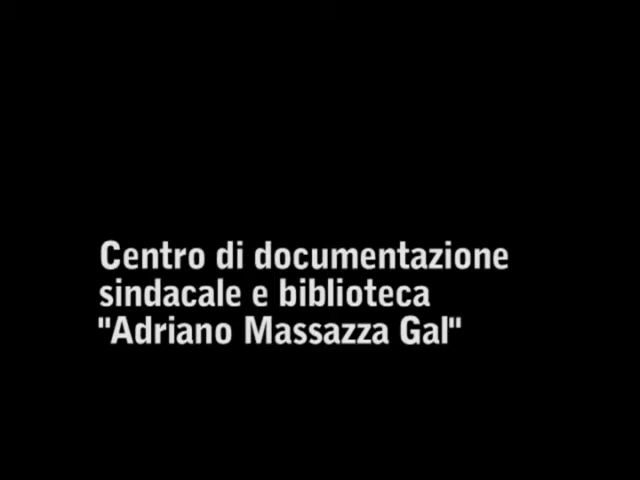 Centro di documentazione
sindacale e biblioteca
"Adriano Massazza Gal"